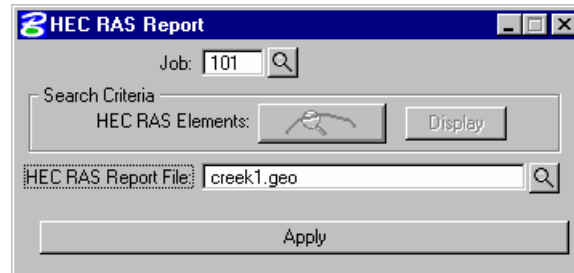 HEC RAS Report
Job: 101
Search Criteria
HEC RAS Elements: Display
HEC RAS Report File: creek1.geo
Apply